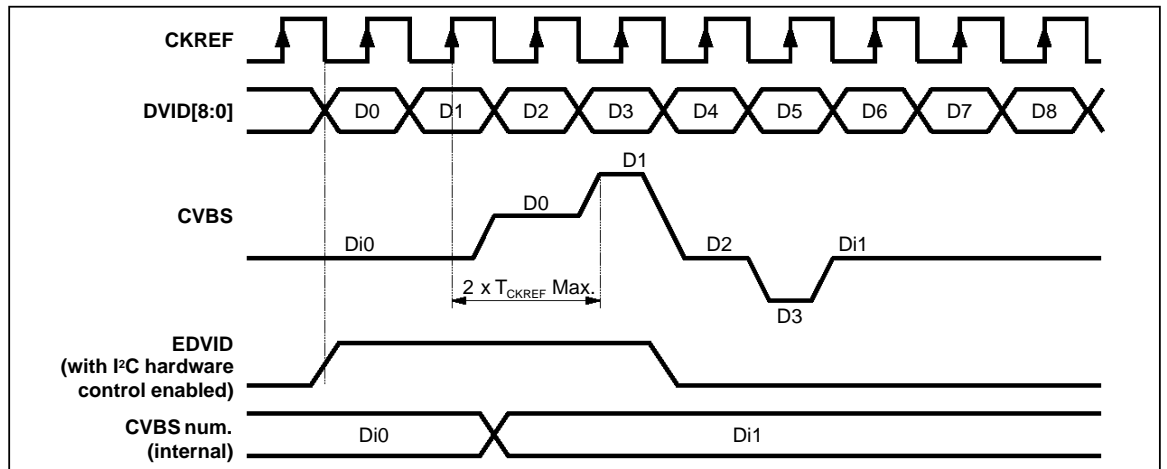 CKREF
DVID[8:0]
D0 D1 D2 D3 D4 D5 D6 D7 D8
D1
D0
CVBS
Di0
D2
Di1
2 x TCKREF Max.
D3
EDVID
(with I²C hardware
control enabled)
CVBS num.
(internal)
Di0
Di1